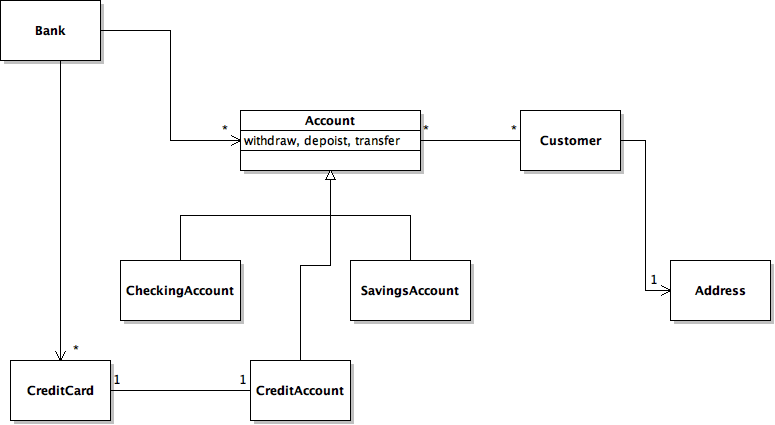 Bank
Account
withdraw, depoist, transfer
*
*
*
Customer
CheckingAccount
SavingsAccount
1
Address
*
CreditCard
1
1
CreditAccount